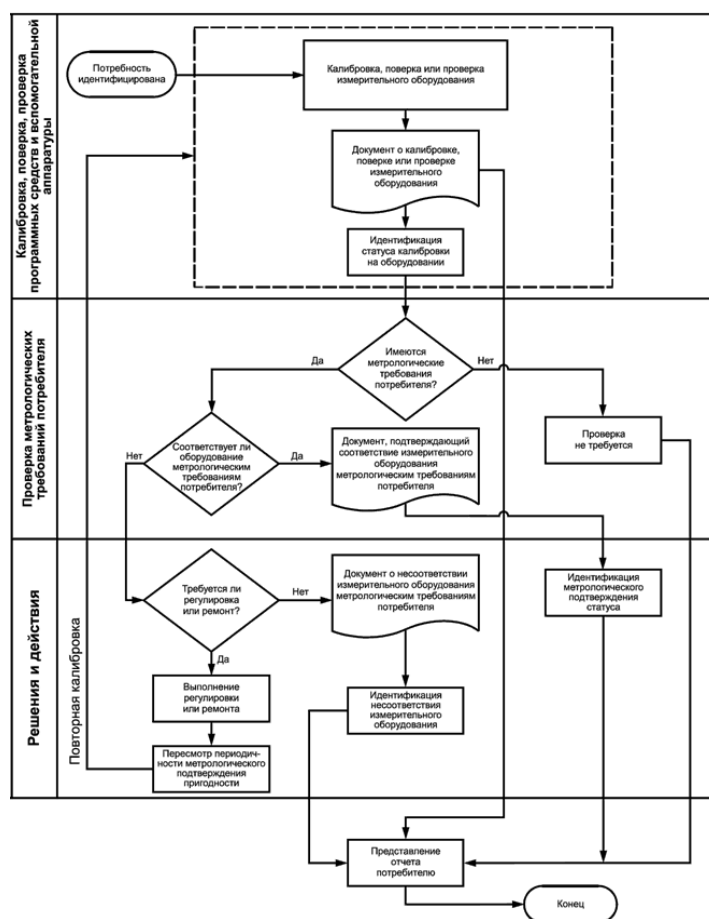 Калибровка, поверка, проверка
программных средств и вспомогательной
аппаратуры
Потребность
идентифицирована
Калибровка, поверка или проверка
измерительного оборудования
Документ о калибровке,
поверке или проверке
измерительного
оборудования
Идентификация
статуса калибровки
на оборудовании
Проверка метрологических
требований потребителя
Имеются
метрологические
требования
потребителя?
Да
Нет
Соответствует ли
оборудование
метрологическим
требованиям
потребителя?
Нет
Да
Документ, подтверждающий
соответствие измерительного
оборудования
метрологическим требованиям
потребителя
Проверка
не требуется
Решения и действия
Повторная калибровка
Требуется ли
регулировка
или ремонт?
Нет
Да
Документ о несоответствии
измерительного оборудования
метрологическим требованиям
потребителя
Идентификация
метрологического
подтверждения
статуса
Выполнение
регулировки
или ремонта
Идентификация
несоответствия
измерительного
оборудования
Пересмотр периодич-
ности метрологического
подтверждения
пригодности
Представление
отчета
потребителю
Конец